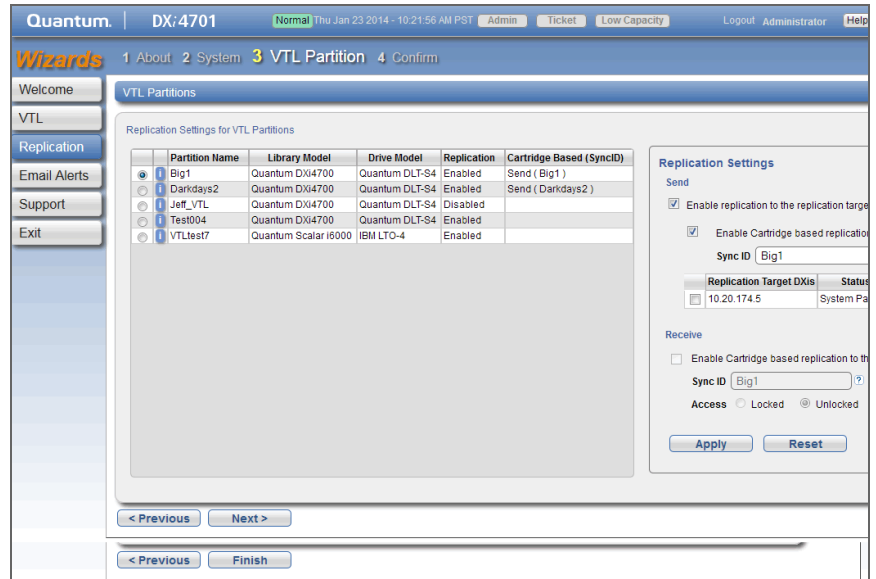 Quantum. DXi4701 Normal Thu Jan 23 2014 - 10:21:56 AM PST Admin Ticket Low Capacity Logout Administrator Help
Wizards 1 About 2 System 3 VTL Partition 4 Confirm
Welcome
VTL
Replication
Email Alerts
Support
Exit
VTL Partitions
Replication Settings for VTL Partitions
Partition Name Library Model Drive Model Replication Cartridge Based (SyncID)
Big1 Quantum DXi4700 Quantum DLT-S4 Enabled Send ( Big1 )
Darkdays2 Quantum DXi4700 Quantum DLT-S4 Enabled Send ( Darkdays2 )
Jeff_VTL Quantum DXi4700 Quantum DLT-S4 Disabled
Test004 Quantum DXi4700 Quantum DLT-S4 Enabled
VTLtest7 Quantum Scalar i6000 IBM LTO-4 Enabled
Replication Settings
Send
Enable replication to the replication targe
Enable Cartridge based replication
Sync ID Big1
Replication Target DXis Status
10.20.174.5 System Pa
Receive
Enable Cartridge based replication to th
Sync ID Big1 ?
Access Locked Unlocked
Apply Reset
< Previous Next >
< Previous Finish